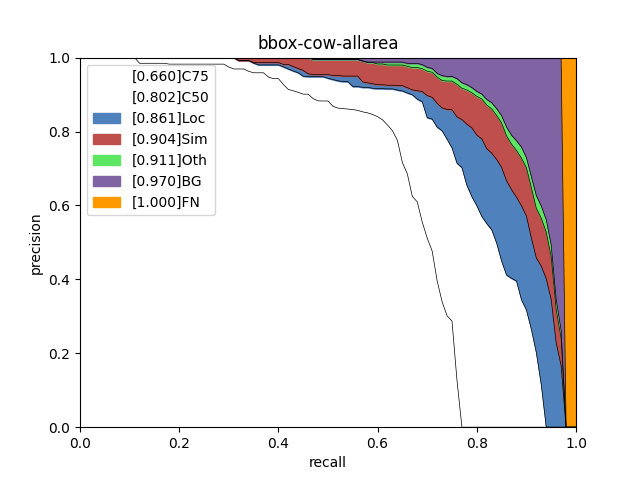 bbox-cow-allarea
1.0
0.8
0.6
0.4
0.2
0.0
precision
[0.660]C75
[0.802]C50
[0.861]Loc
[0.904]Sim
[0.911]Oth
[0.970]BG
[1.000]FN
0.0 0.2 0.4 0.6 0.8 1.0
recall